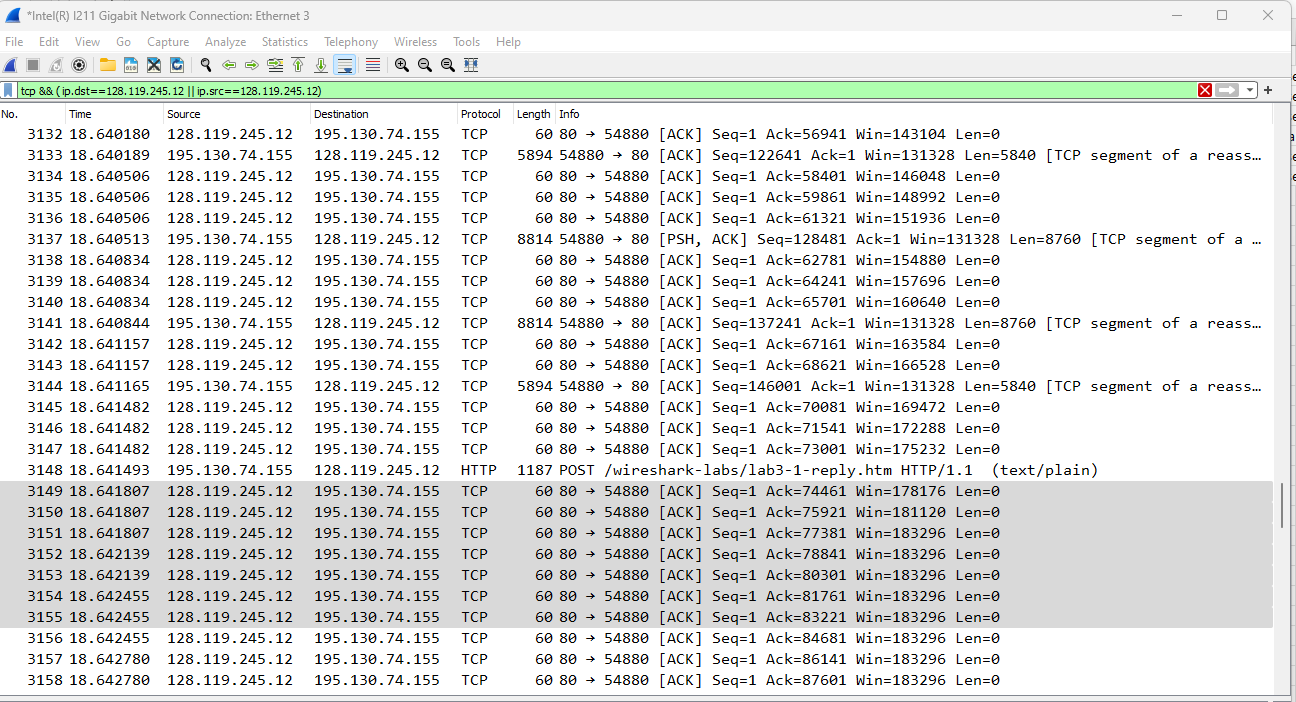 *Intel(R) I211 Gigabit Network Connection: Ethernet 3
File Edit View Go Capture Analyze Statistics Telephony Wireless Tools Help
tcp && ( ip.dst==128.119.245.12 || ip.src==128.119.245.12)
No. Time Source Destination Protocol Length Info
3132 18.640180 128.119.245.12 195.130.74.155 TCP 60 80 → 54880 [ACK] Seq=1 Ack=56941 Win=143104 Len=0
3133 18.640189 195.130.74.155 128.119.245.12 TCP 5894 54880 → 80 [ACK] Seq=122641 Ack=1 Win=131328 Len=5840 [TCP segment of a reass…
3134 18.640506 128.119.245.12 195.130.74.155 TCP 60 80 → 54880 [ACK] Seq=1 Ack=58401 Win=146048 Len=0
3135 18.640506 128.119.245.12 195.130.74.155 TCP 60 80 → 54880 [ACK] Seq=1 Ack=59861 Win=148992 Len=0
3136 18.640506 128.119.245.12 195.130.74.155 TCP 60 80 → 54880 [ACK] Seq=1 Ack=61321 Win=151936 Len=0
3137 18.640513 195.130.74.155 128.119.245.12 TCP 8814 54880 → 80 [PSH, ACK] Seq=128481 Ack=1 Win=131328 Len=8760 [TCP segment of a …
3138 18.640834 128.119.245.12 195.130.74.155 TCP 60 80 → 54880 [ACK] Seq=1 Ack=62781 Win=154880 Len=0
3139 18.640834 128.119.245.12 195.130.74.155 TCP 60 80 → 54880 [ACK] Seq=1 Ack=64241 Win=157696 Len=0
3140 18.640834 128.119.245.12 195.130.74.155 TCP 60 80 → 54880 [ACK] Seq=1 Ack=65701 Win=160640 Len=0
3141 18.640844 195.130.74.155 128.119.245.12 TCP 8814 54880 → 80 [ACK] Seq=137241 Ack=1 Win=131328 Len=8760 [TCP segment of a reass…
3142 18.641157 128.119.245.12 195.130.74.155 TCP 60 80 → 54880 [ACK] Seq=1 Ack=67161 Win=163584 Len=0
3143 18.641157 128.119.245.12 195.130.74.155 TCP 60 80 → 54880 [ACK] Seq=1 Ack=68621 Win=166528 Len=0
3144 18.641165 195.130.74.155 128.119.245.12 TCP 5894 54880 → 80 [ACK] Seq=146001 Ack=1 Win=131328 Len=5840 [TCP segment of a reass…
3145 18.641482 128.119.245.12 195.130.74.155 TCP 60 80 → 54880 [ACK] Seq=1 Ack=70081 Win=169472 Len=0
3146 18.641482 128.119.245.12 195.130.74.155 TCP 60 80 → 54880 [ACK] Seq=1 Ack=71541 Win=172288 Len=0
3147 18.641482 128.119.245.12 195.130.74.155 TCP 60 80 → 54880 [ACK] Seq=1 Ack=73001 Win=175232 Len=0
3148 18.641493 195.130.74.155 128.119.245.12 HTTP 1187 POST /wireshark-labs/lab3-1-reply.htm HTTP/1.1 (text/plain)
3149 18.641807 128.119.245.12 195.130.74.155 TCP 60 80 → 54880 [ACK] Seq=1 Ack=74461 Win=178176 Len=0
3150 18.641807 128.119.245.12 195.130.74.155 TCP 60 80 → 54880 [ACK] Seq=1 Ack=75921 Win=181120 Len=0
3151 18.641807 128.119.245.12 195.130.74.155 TCP 60 80 → 54880 [ACK] Seq=1 Ack=77381 Win=183296 Len=0
3152 18.642139 128.119.245.12 195.130.74.155 TCP 60 80 → 54880 [ACK] Seq=1 Ack=78841 Win=183296 Len=0
3153 18.642139 128.119.245.12 195.130.74.155 TCP 60 80 → 54880 [ACK] Seq=1 Ack=80301 Win=183296 Len=0
3154 18.642455 128.119.245.12 195.130.74.155 TCP 60 80 → 54880 [ACK] Seq=1 Ack=81761 Win=183296 Len=0
3155 18.642455 128.119.245.12 195.130.74.155 TCP 60 80 → 54880 [ACK] Seq=1 Ack=83221 Win=183296 Len=0
3156 18.642455 128.119.245.12 195.130.74.155 TCP 60 80 → 54880 [ACK] Seq=1 Ack=84681 Win=183296 Len=0
3157 18.642780 128.119.245.12 195.130.74.155 TCP 60 80 → 54880 [ACK] Seq=1 Ack=86141 Win=183296 Len=0
3158 18.642780 128.119.245.12 195.130.74.155 TCP 60 80 → 54880 [ACK] Seq=1 Ack=87601 Win=183296 Len=0